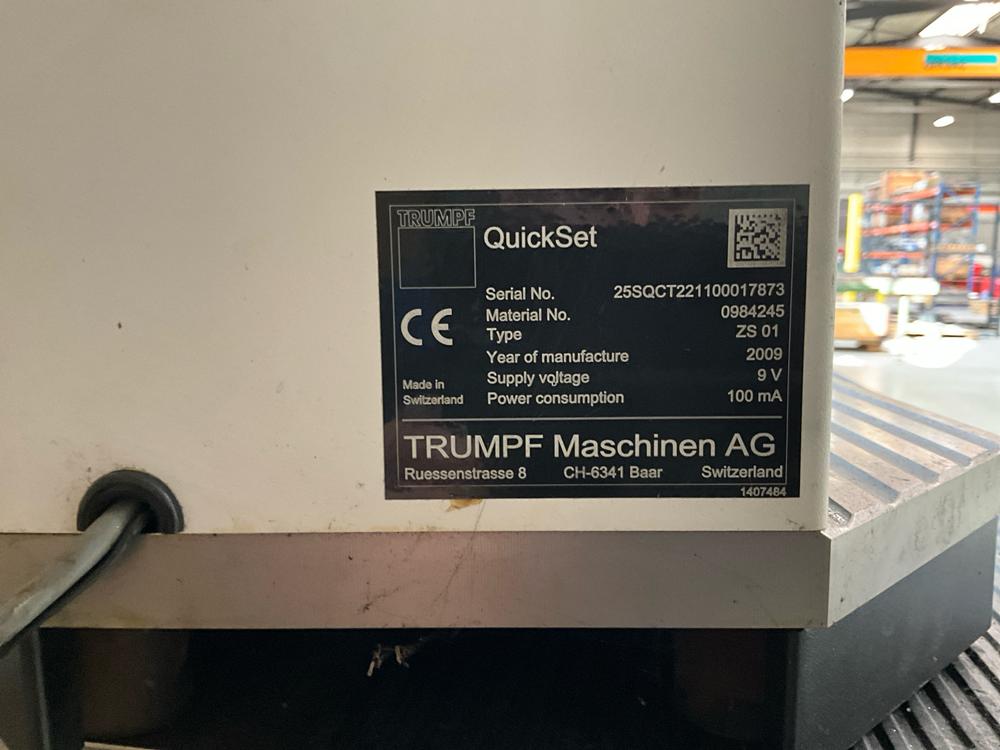 TRUMPF
QuickSet
Serial No. 25SQCT221100017873
Material No. 0984245
Type ZS 01
Year of manufacture 2009
Supply voltage 9 V
Power consumption 100 mA
CE
Made in
Switzerland
TRUMPF Maschinen AG
Ruessenstrasse 8 CH-6341 Baar Switzerland
1407484